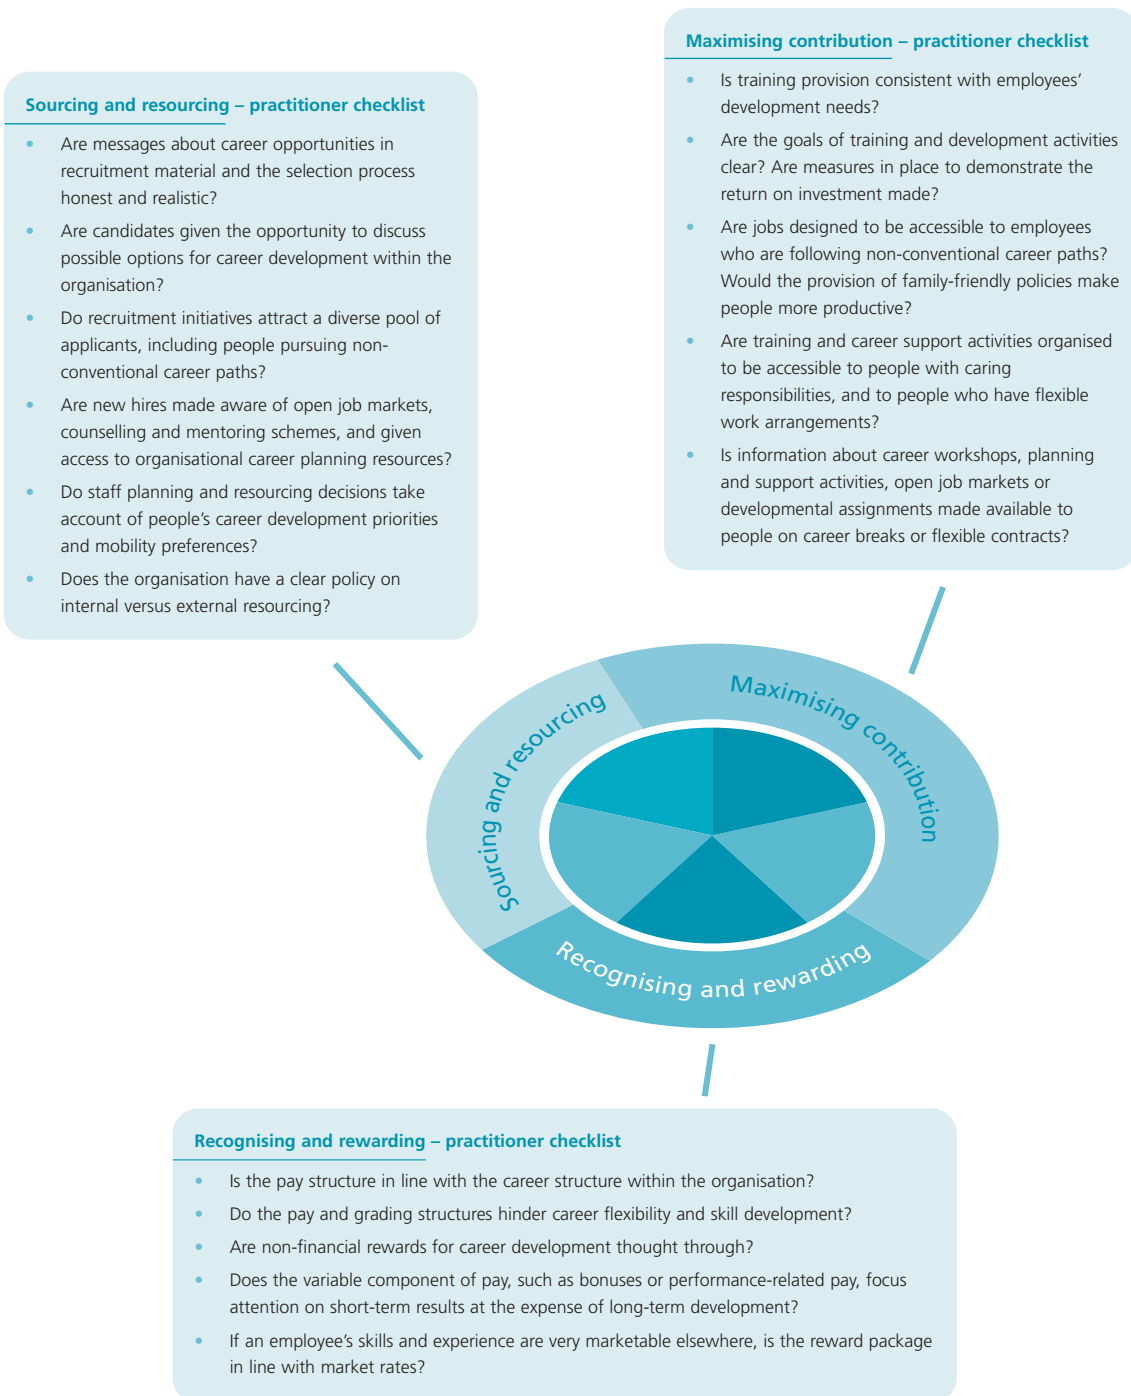 Maximising contribution – practitioner checklist
• Is training provision consistent with employees’
development needs?
• Are the goals of training and development activities
clear? Are measures in place to demonstrate the
return on investment made?
• Are jobs designed to be accessible to employees
who are following non-conventional career paths?
Would the provision of family-friendly policies make
people more productive?
• Are training and career support activities organised
to be accessible to people with caring
responsibilities, and to people who have flexible
work arrangements?
• Is information about career workshops, planning
and support activities, open job markets or
developmental assignments made available to
people on career breaks or flexible contracts?
Sourcing and resourcing – practitioner checklist
• Are messages about career opportunities in
recruitment material and the selection process
honest and realistic?
• Are candidates given the opportunity to discuss
possible options for career development within the
organisation?
• Do recruitment initiatives attract a diverse pool of
applicants, including people pursuing non-
conventional career paths?
• Are new hires made aware of open job markets,
counselling and mentoring schemes, and given
access to organisational career planning resources?
• Do staff planning and resourcing decisions take
account of people’s career development priorities
and mobility preferences?
• Does the organisation have a clear policy on
internal versus external resourcing?
Sourcing and resourcing
Maximising contribution
Recognising and rewarding
Recognising and rewarding – practitioner checklist
• Is the pay structure in line with the career structure within the organisation?
• Do the pay and grading structures hinder career flexibility and skill development?
• Are non-financial rewards for career development thought through?
• Does the variable component of pay, such as bonuses or performance-related pay, focus
attention on short-term results at the expense of long-term development?
• If an employee’s skills and experience are very marketable elsewhere, is the reward package
in line with market rates?